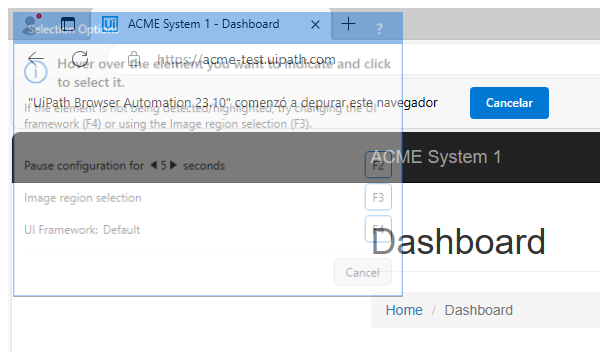 ACME System 1 - Dashboard
Selection Options
?
https://acme-test.uipath.com
Hover over the element you want to indicate and click
to select it.
"UiPath Browser Automation 23.10" comenzó a depurar este navegador
Cancelar
If the element is not being detected/highlighted, try changing the UI
framework (F4) or using the Image region selection (F3).
ACME System 1
Pause configuration for 5 seconds
F2
Image region selection
F3
UI Framework: Default
F4
Dashboard
Cancel
Home / Dashboard